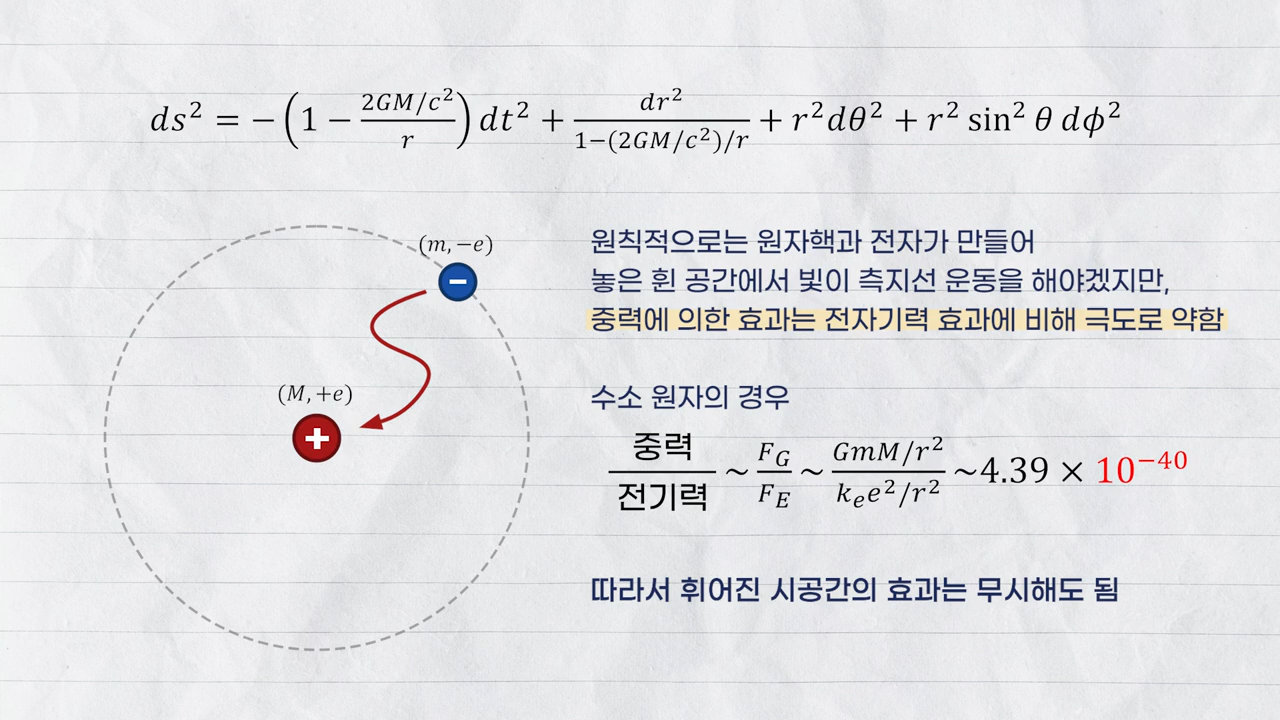 ds² = −(1 − (2GM/c²)/r) dt² + dr²/(1−(2GM/c²)/r) + r²dθ² + r² sin² θ dϕ²
(m, −e)
−
(M, +e)
+
원칙적으로는 원자핵과 전자가 만들어
놓은 휜 공간에서 빛이 측지선 운동을 해야겠지만,
중력에 의한 효과는 전자기력 효과에 비해 극도로 약함
수소 원자의 경우
중력/전기력 ~ F_G/F_E ~ (GmM/r²)/(k_e e²/r²) ~4.39 × 10⁻⁴⁰
따라서 휘어진 시공간의 효과는 무시해도 됨